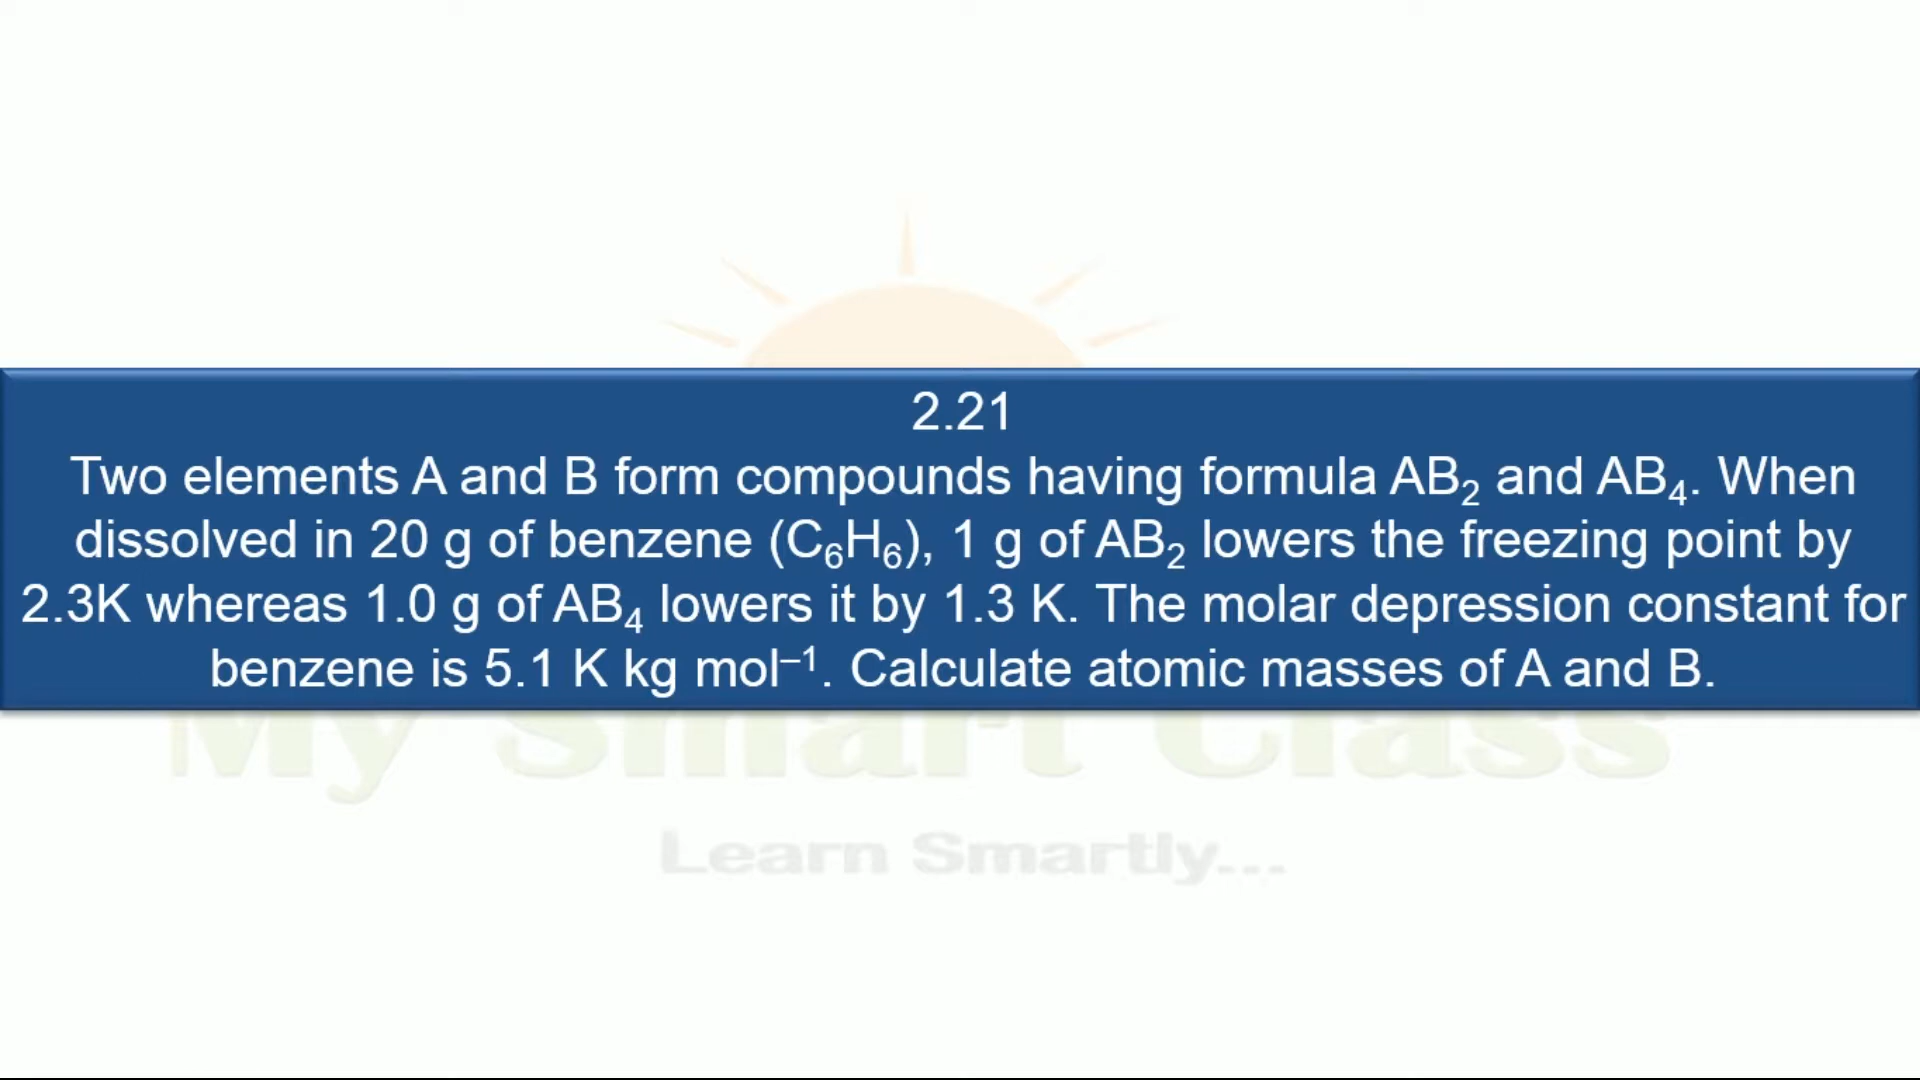 2.21
Two elements A and B form compounds having formula AB₂ and AB₄. When
dissolved in 20 g of benzene (C₆H₆), 1 g of AB₂ lowers the freezing point by
2.3K whereas 1.0 g of AB₄ lowers it by 1.3 K. The molar depression constant for
benzene is 5.1 K kg mol⁻¹. Calculate atomic masses of A and B.
My Smart Class
Learn Smartly...